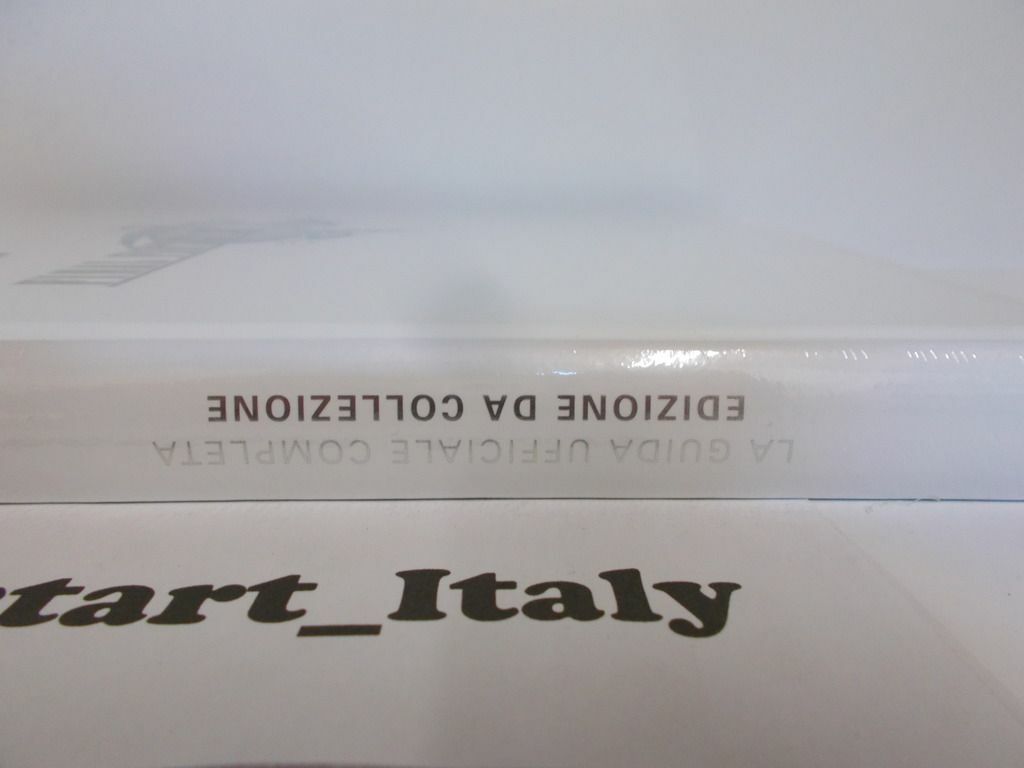 LA GUIDA UFFICIALE COMPLETA
EDIZIONE DA COLLEZIONE
tart_Italy